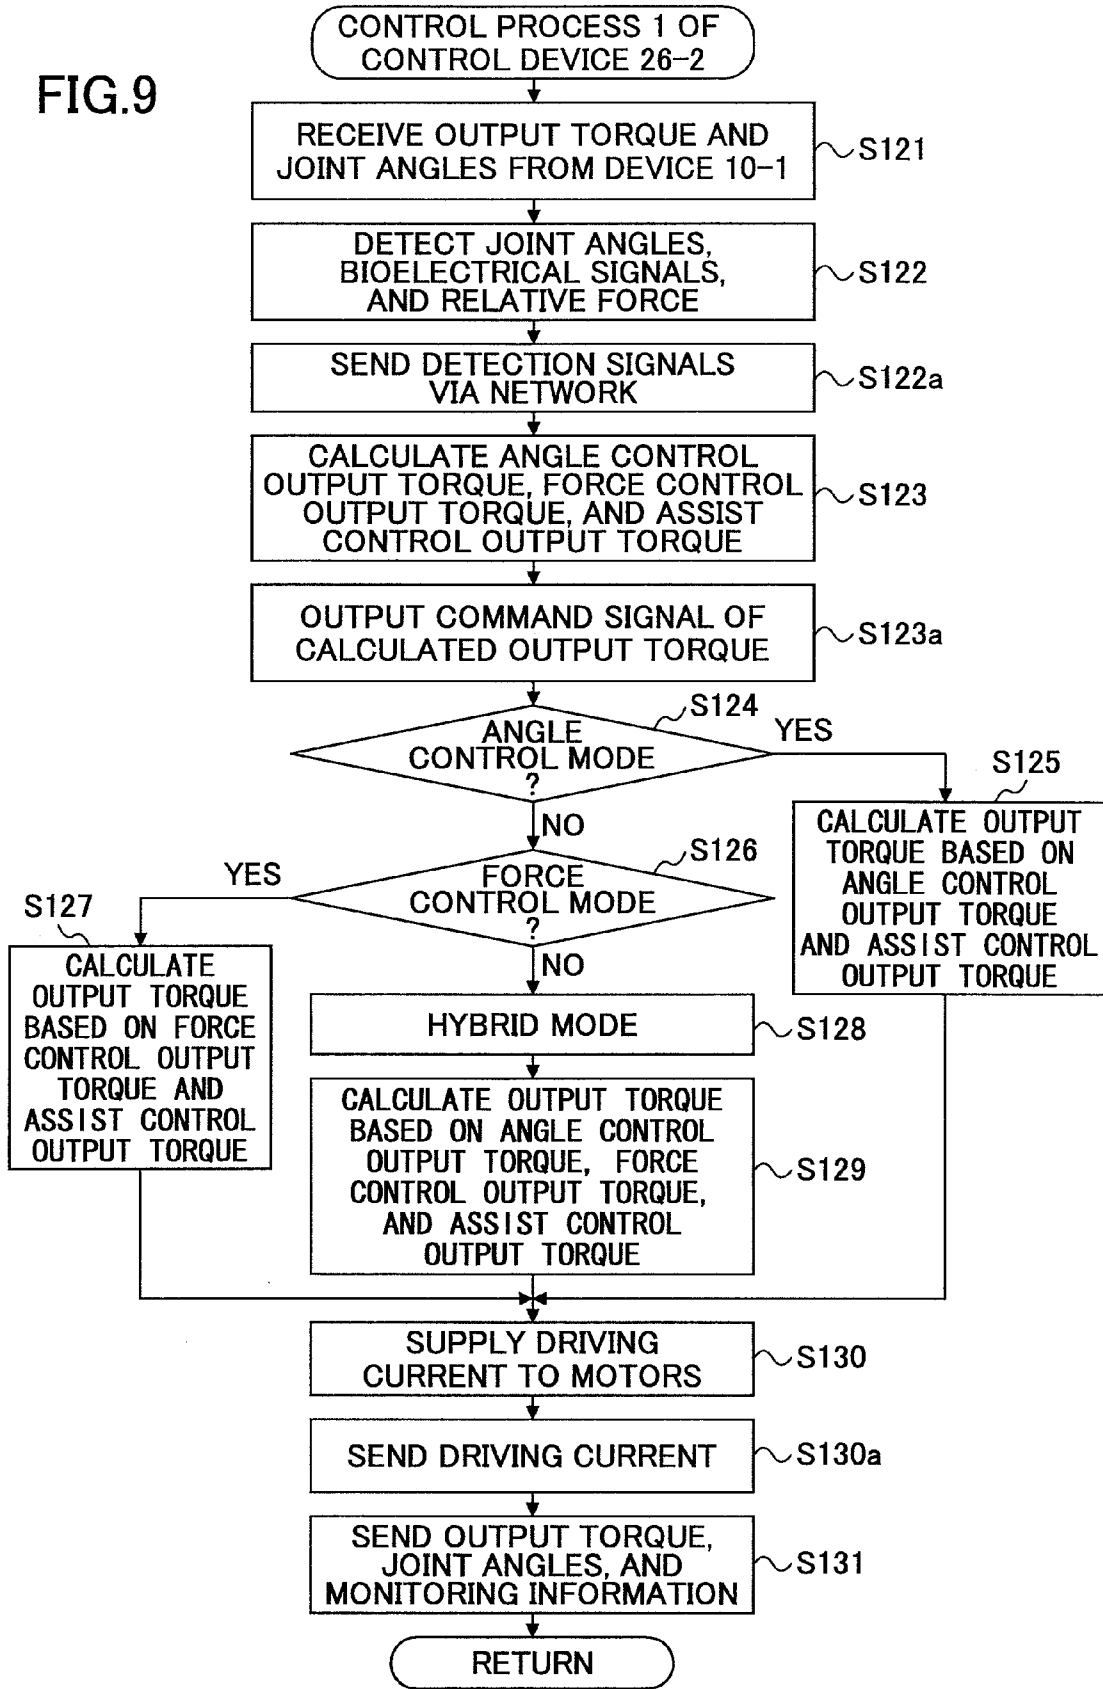 CONTROL PROCESS 1 OF
CONTROL DEVICE 26-2
FIG.9
RECEIVE OUTPUT TORQUE AND
JOINT ANGLES FROM DEVICE 10-1
S121
DETECT JOINT ANGLES,
BIOELECTRICAL SIGNALS,
AND RELATIVE FORCE
S122
SEND DETECTION SIGNALS
VIA NETWORK
S122a
CALCULATE ANGLE CONTROL
OUTPUT TORQUE, FORCE CONTROL
OUTPUT TORQUE, AND ASSIST
CONTROL OUTPUT TORQUE
S123
OUTPUT COMMAND SIGNAL OF
CALCULATED OUTPUT TORQUE
S123a
S124
ANGLE
CONTROL MODE
?
YES
NO
S125
CALCULATE OUTPUT
TORQUE BASED ON
ANGLE CONTROL
OUTPUT TORQUE
AND ASSIST CONTROL
OUTPUT TORQUE
S126
FORCE
CONTROL MODE
?
YES
NO
S127
CALCULATE
OUTPUT TORQUE
BASED ON FORCE
CONTROL OUTPUT
TORQUE AND
ASSIST CONTROL
OUTPUT TORQUE
HYBRID MODE
S128
CALCULATE OUTPUT TORQUE
BASED ON ANGLE CONTROL
OUTPUT TORQUE, FORCE
CONTROL OUTPUT TORQUE,
AND ASSIST CONTROL
OUTPUT TORQUE
S129
SUPPLY DRIVING
CURRENT TO MOTORS
S130
SEND DRIVING CURRENT
S130a
SEND OUTPUT TORQUE,
JOINT ANGLES, AND
MONITORING INFORMATION
S131
RETURN